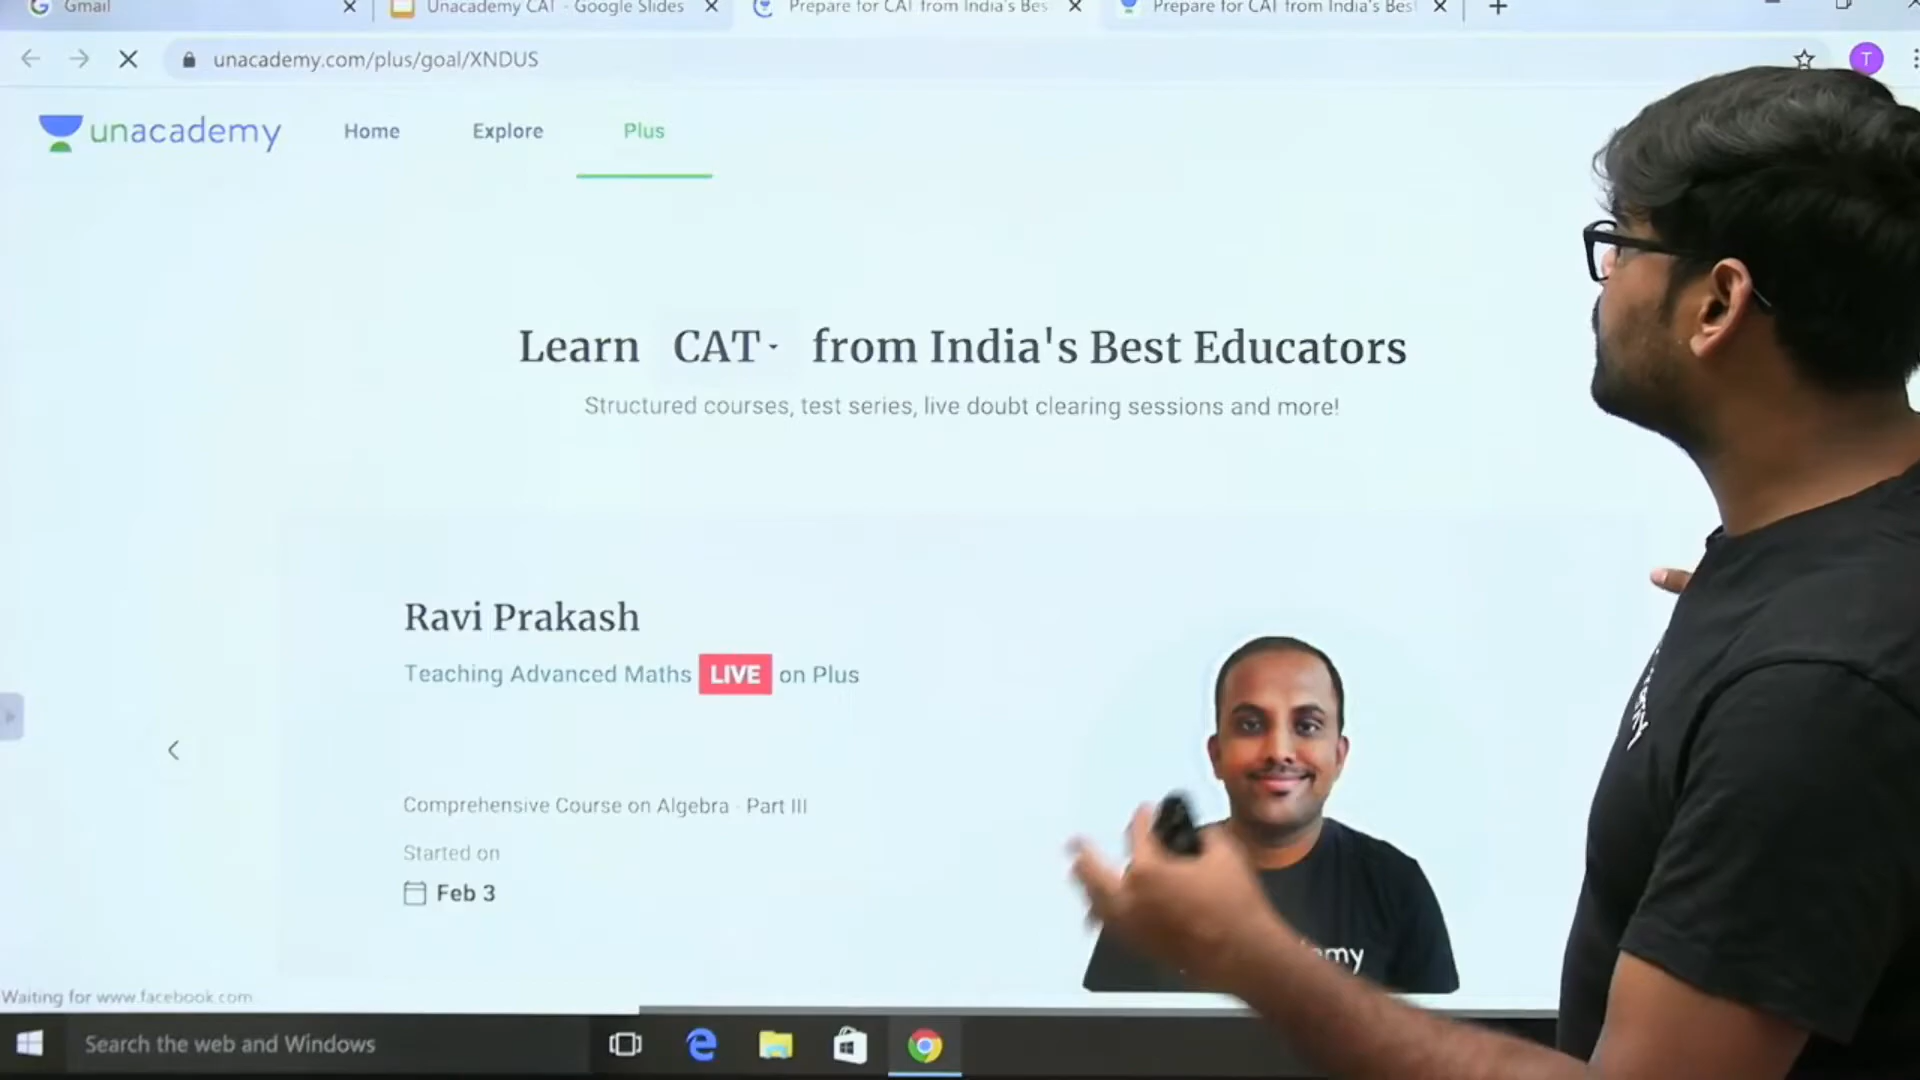 Gmail
Unacademy CAT - Google Slides
Prepare for CAT from India's Bes
Prepare for CAT from India's Best
unacademy.com/plus/goal/XNDUS
T
unacademy
Home
Explore
Plus
Learn CAT from India's Best Educators
Structured courses, test series, live doubt clearing sessions and more!
Ravi Prakash
Teaching Advanced Maths LIVE on Plus
Comprehensive Course on Algebra - Part III
Started on
Feb 3
Waiting for www.facebook.com
Search the web and Windows